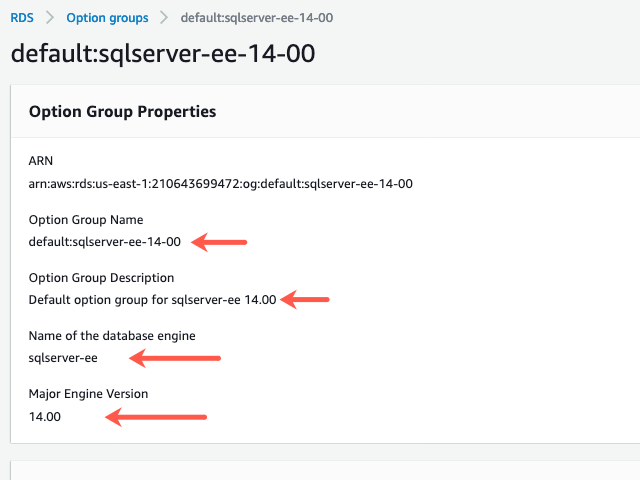 RDS > Option groups > default:sqlserver-ee-14-00
default:sqlserver-ee-14-00
Option Group Properties
ARN
arn:aws:rds:us-east-1:210643699472:og:default:sqlserver-ee-14-00
Option Group Name
default:sqlserver-ee-14-00
Option Group Description
Default option group for sqlserver-ee 14.00
Name of the database engine
sqlserver-ee
Major Engine Version
14.00